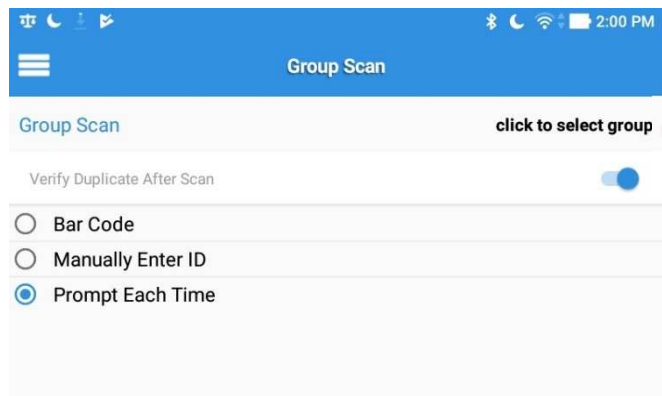 2:00 PM
Group Scan
Group Scan click to select group
Verify Duplicate After Scan
Bar Code
Manually Enter ID
Prompt Each Time